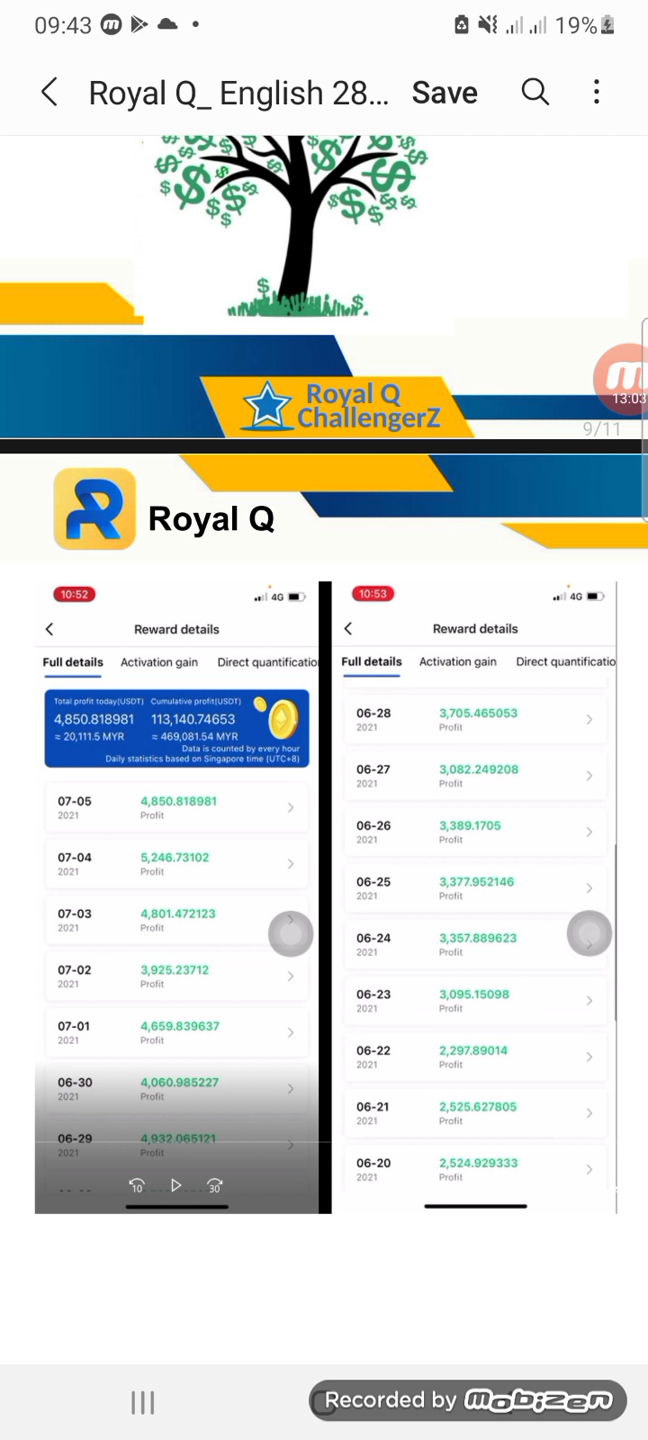 09:43
19%
Royal Q_ English 28... Save
Royal Q
ChallengerZ
13:03
9/11
Royal Q
10:52
4G
Reward details
Full details Activation gain Direct quantificatio
Total profit today(USDT) Cumulative profit(USDT)
4,850.818981 113,140.74653
≈ 20,111.5 MYR ≈ 469,081.54 MYR
Data is counted by every hour
Daily statistics based on Singapore time (UTC+8)
07-05 4,850.818981
2021 Profit
07-04 5,246.73102
2021 Profit
07-03 4,801.472123
2021 Profit
07-02 3,925.23712
2021 Profit
07-01 4,659.839637
2021 Profit
06-30 4,060.985227
2021 Profit
06-29 4,932.065121
2021 Profit
10 30
10:53
4G
Reward details
Full details Activation gain Direct quantificatio
06-28 3,705.465053
2021 Profit
06-27 3,082.249208
2021 Profit
06-26 3,389.1705
2021 Profit
06-25 3,377.952146
2021 Profit
06-24 3,357.889623
2021 Profit
06-23 3,095.15098
2021 Profit
06-22 2,297.89014
2021 Profit
06-21 2,525.627805
2021 Profit
06-20 2,524.929333
2021 Profit
Recorded by mobizen